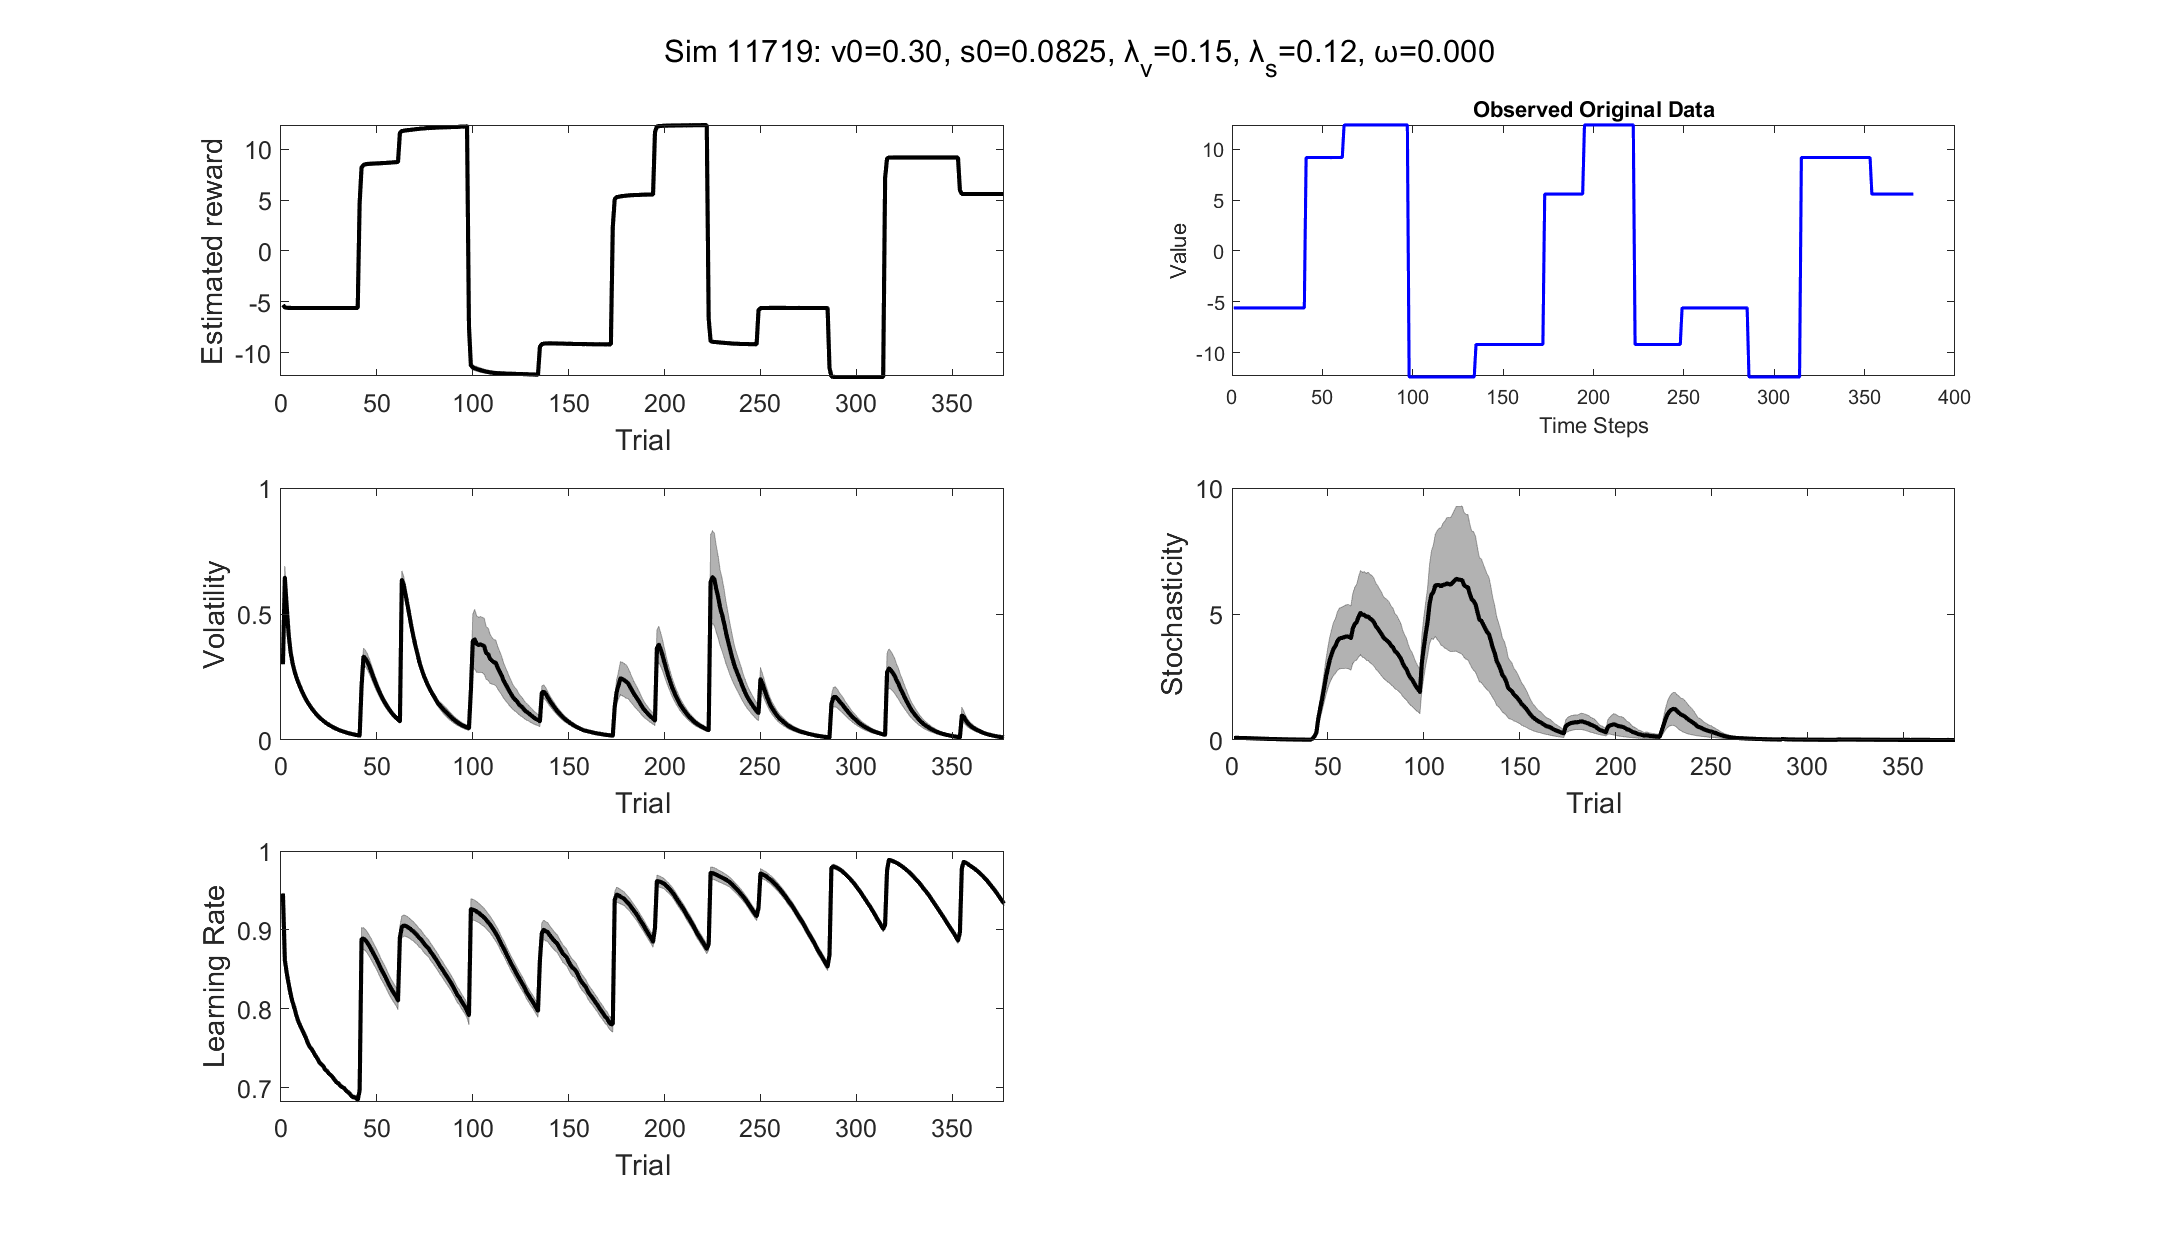 Sim 11719: v0=0.30, s0=0.0825, λ_v=0.15, λ_s=0.12, ω=0.000
Estimated reward
10
5
0
-5
-10
0 50 100 150 200 250 300 350
Trial
Observed Original Data
Value
10
5
0
-5
-10
0 50 100 150 200 250 300 350 400
Time Steps
Volatility
1
0.5
0
0 50 100 150 200 250 300 350
Trial
Stochasticity
10
5
0
0 50 100 150 200 250 300 350
Trial
Learning Rate
1
0.9
0.8
0.7
0 50 100 150 200 250 300 350
Trial